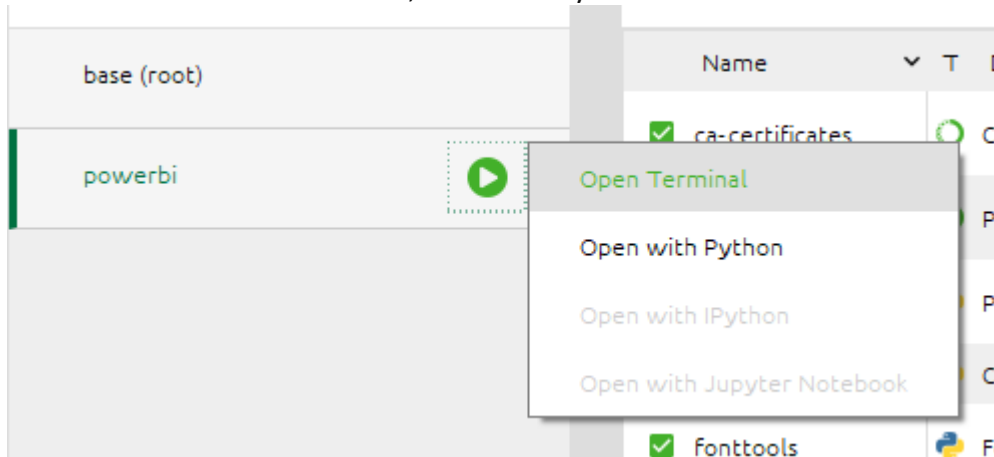 base (root)
powerbi
Name
T
ca-certificates
C
Open Terminal
P
Open with Python
P
Open with IPython
C
Open with Jupyter Notebook
fonttools
F